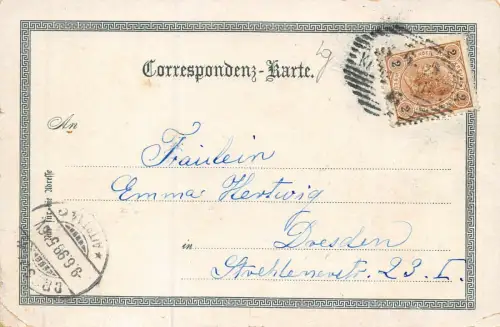 Correspondenz-Karte.
An
Fräulein
Emma Hertwig
in Dresden
Strehlenerstr. 23. I.